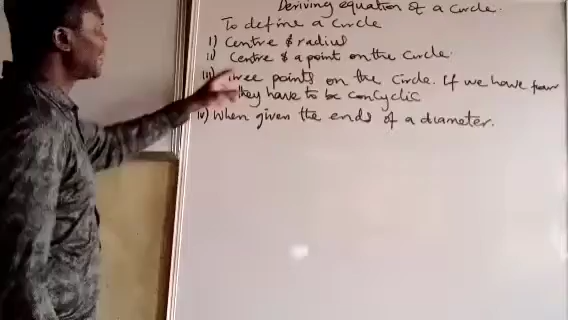 Deriving equation of a circle.
To define a circle
i) Centre & radius
ii) Centre & a point on the Circle.
iii) Three points on the Circle. If we have four
they have to be concyclic
iv) When given the ends of a diameter.